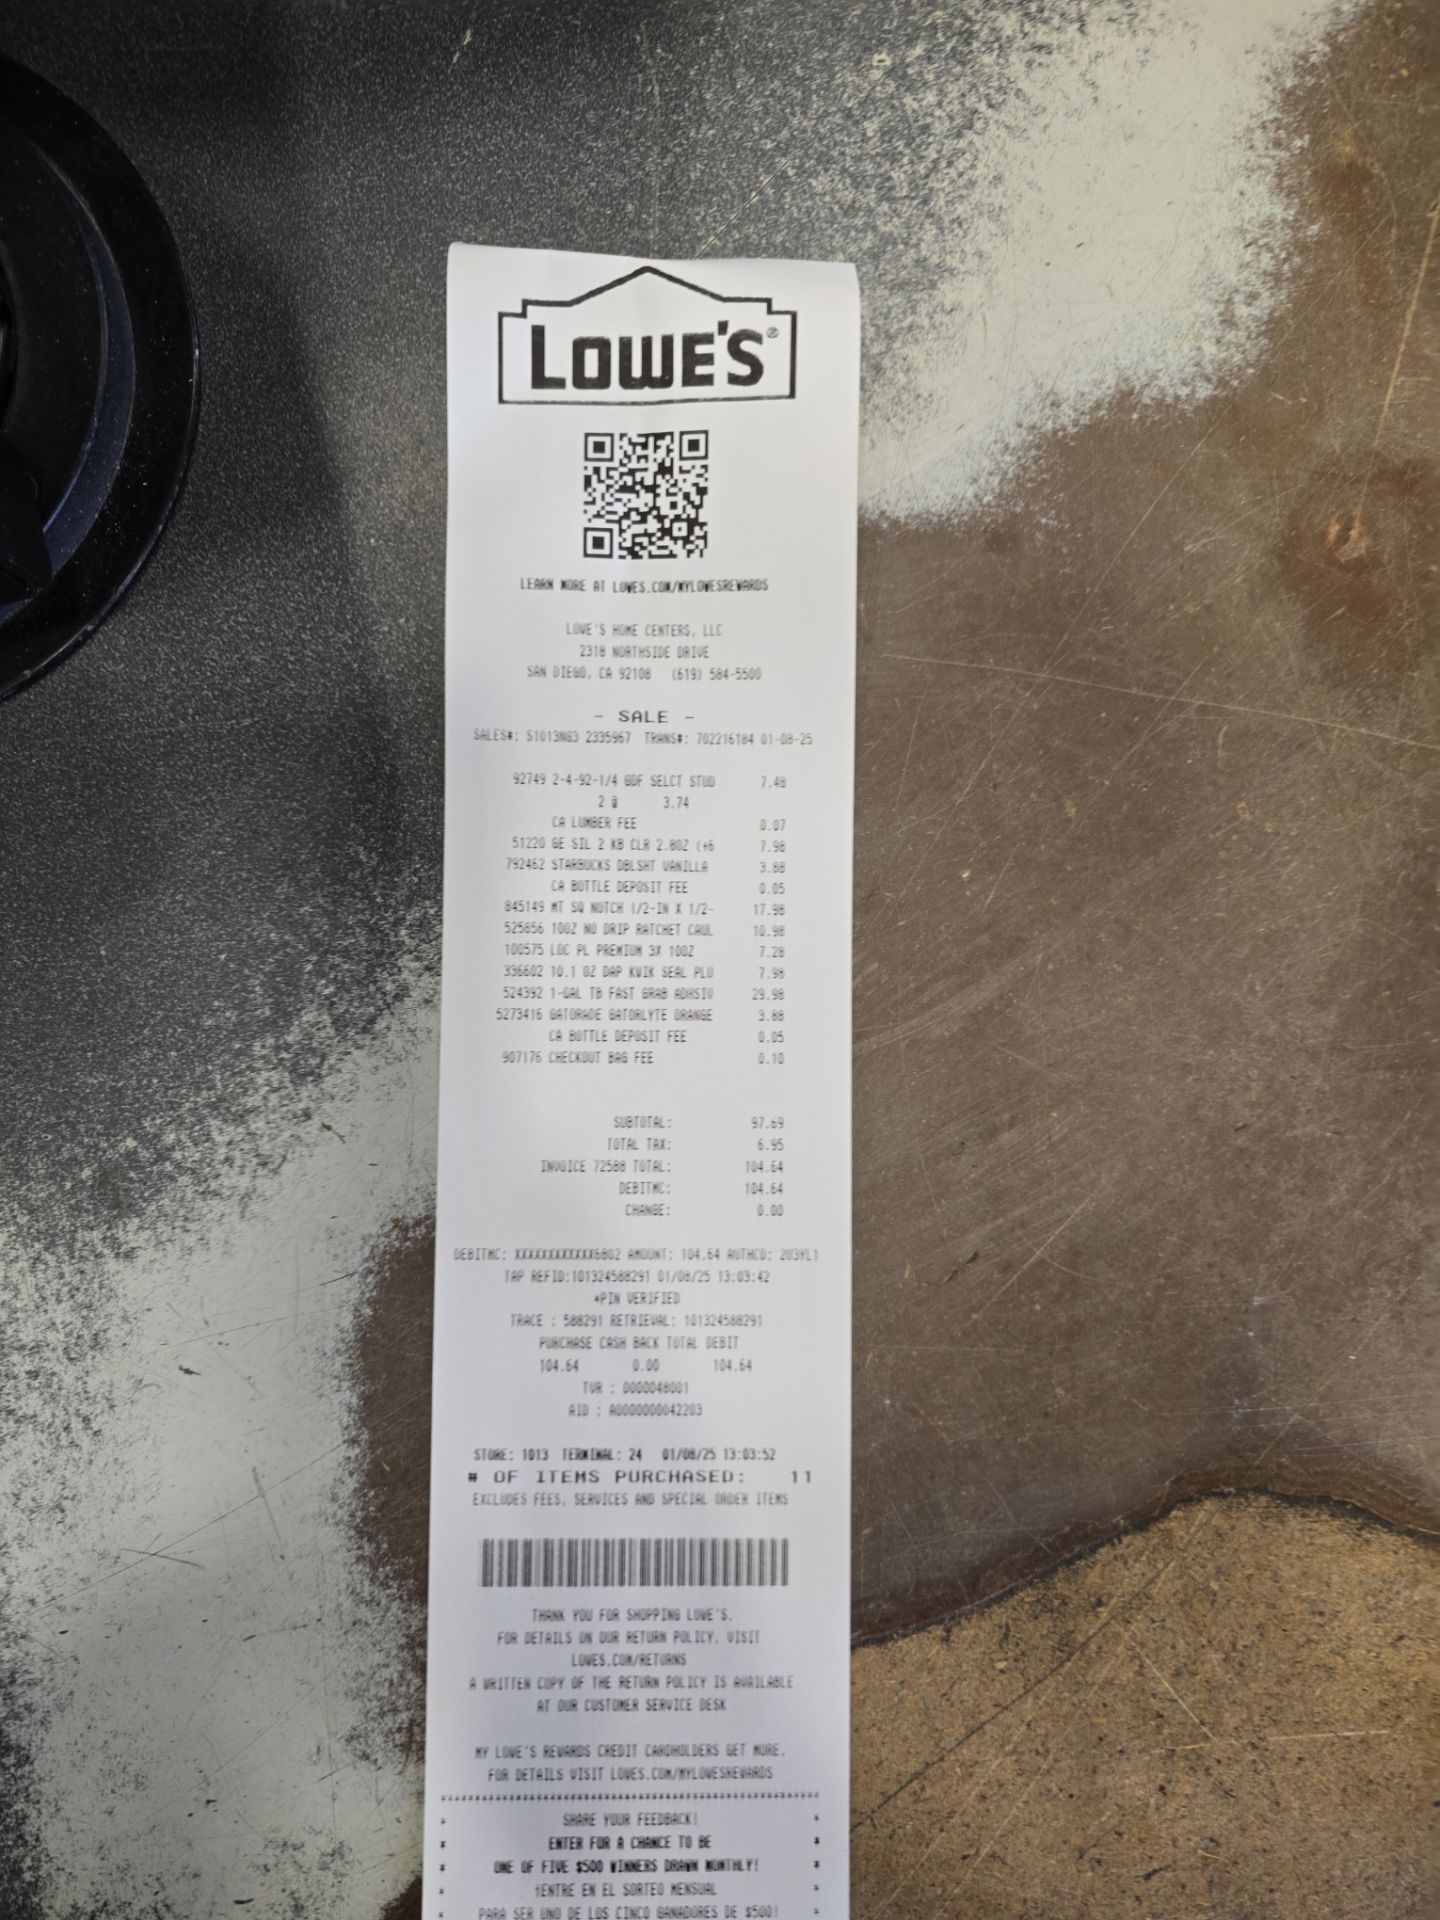 LOWE'S®
LEARN MORE AT LOWES.COM/MYLOWESREWARDS
LOWE'S HOME CENTERS, LLC
2318 NORTHSIDE DRIVE
SAN DIEGO, CA 92108 (619) 584-5500
- SALE -
SALES#: S1013NG3 2335967 TRANS#: 702216184 01-08-25
92749 2-4-92-1/4 GDF SELCT STUD 7.48
2 @ 3.74
CA LUMBER FEE 0.07
51220 GE SIL 2 KB CLR 2.8OZ (+6 7.98
792462 STARBUCKS DBLSHT VANILLA 3.88
CA BOTTLE DEPOSIT FEE 0.05
845149 MT SQ NOTCH 1/2-IN X 1/2- 17.98
525856 10OZ NO DRIP RATCHET CAUL 10.98
100575 LOC PL PREMIUM 3X 10OZ 7.28
336602 10.1 OZ DAP KWIK SEAL PLU 7.98
524392 1-GAL TB FAST GRAB ADHSIV 29.98
5273416 GATORADE GATORLYTE ORANGE 3.88
CA BOTTLE DEPOSIT FEE 0.05
907176 CHECKOUT BAG FEE 0.10
SUBTOTAL: 97.69
TOTAL TAX: 6.95
INVOICE 72588 TOTAL: 104.64
DEBITMC: 104.64
CHANGE: 0.00
DEBITMC: XXXXXXXXXXXX6802 AMOUNT: 104.64 AUTHCD: 203YL1
TAP REFID:101324588291 01/08/25 13:03:42
*PIN VERIFIED
TRACE : 588291 RETRIEVAL: 101324588291
PURCHASE CASH BACK TOTAL DEBIT
104.64 0.00 104.64
TVR : 0000048001
AID : A0000000042203
STORE: 1013 TERMINAL: 24 01/08/25 13:03:52
# OF ITEMS PURCHASED: 11
EXCLUDES FEES, SERVICES AND SPECIAL ORDER ITEMS
THANK YOU FOR SHOPPING LOWE'S.
FOR DETAILS ON OUR RETURN POLICY, VISIT
LOWES.COM/RETURNS
A WRITTEN COPY OF THE RETURN POLICY IS AVAILABLE
AT OUR CUSTOMER SERVICE DESK
MY LOWE'S REWARDS CREDIT CARDHOLDERS GET MORE.
FOR DETAILS VISIT LOWES.COM/MYLOWESREWARDS
************************************************
* SHARE YOUR FEEDBACK! *
* ENTER FOR A CHANCE TO BE *
* ONE OF FIVE $500 WINNERS DRAWN MONTHLY! *
* ¡ENTRE EN EL SORTEO MENSUAL *
* PARA SER UNO DE LOS CINCO GANADORES DE $500! *